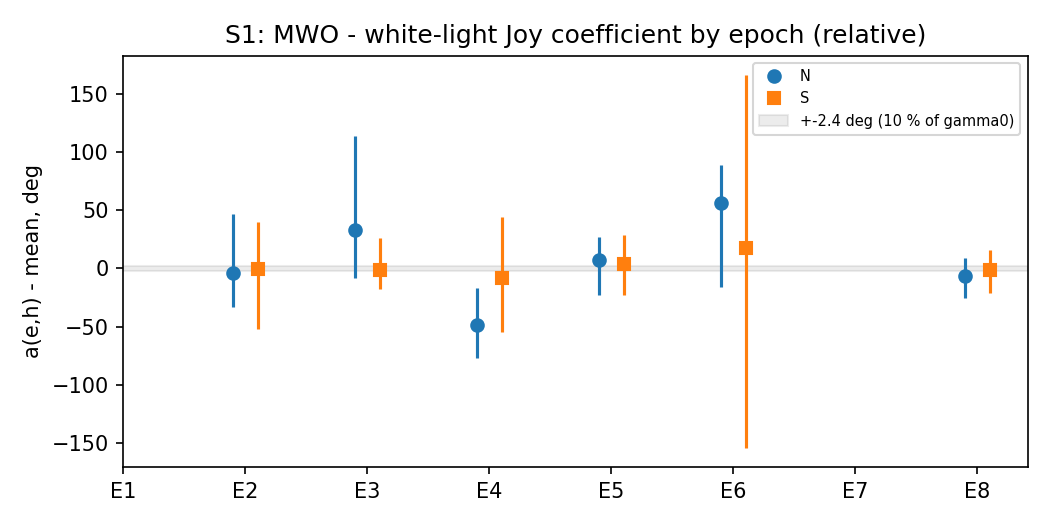 S1: MWO - white-light Joy coefficient by epoch (relative)
N
S
+-2.4 deg (10 % of gamma0)
a(e,h) - mean, deg
150
100
50
0
−50
−100
−150
E1 E2 E3 E4 E5 E6 E7 E8